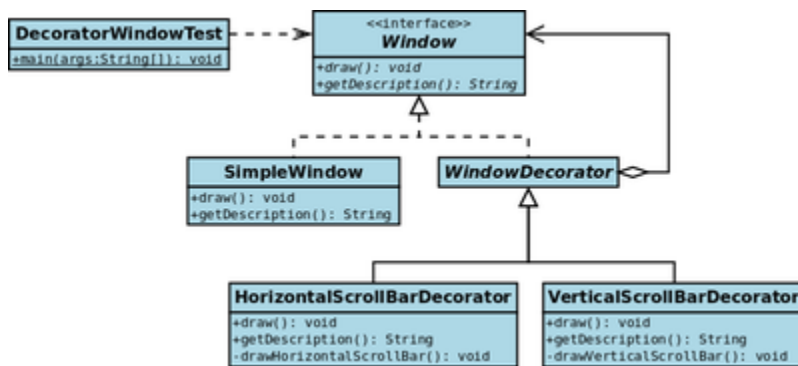 DecoratorWindowTest
+main(args:String[]): void
<<interface>>
Window
+draw(): void
+getDescription(): String
SimpleWindow
+draw(): void
+getDescription(): String
WindowDecorator
HorizontalScrollBarDecorator
+draw(): void
+getDescription(): String
-drawHorizontalScrollBar(): void
VerticalScrollBarDecorator
+draw(): void
+getDescription(): String
-drawVerticalScrollBar(): void